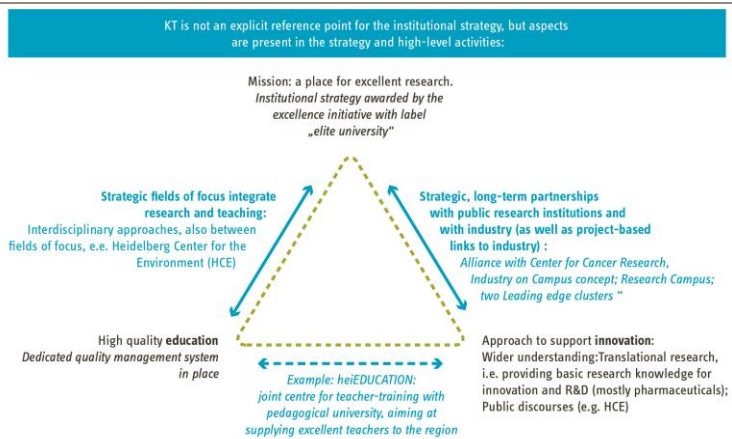 KT is not an explicit reference point for the institutional strategy, but aspects
are present in the strategy and high-level activities:
Mission: a place for excellent research.
Institutional strategy awarded by the
excellence initiative with label
„elite university“
Strategic fields of focus integrate
research and teaching:
Interdisciplinary approaches, also between
fields of focus, e.e. Heidelberg Center for the
Environment (HCE)
Strategic, long-term partnerships
with public research institutions and
with industry (as well as project-based
links to industry) :
Alliance with Center for Cancer Research,
Industry on Campus concept; Research Campus;
two Leading edge clusters “
High quality education
Dedicated quality management system
in place
Example: heiEDUCATION:
joint centre for teacher-training with
pedagogical university, aiming at
supplying excellent teachers to the region
Approach to support innovation:
Wider understanding:Translational research,
i.e. providing basic research knowledge for
innovation and R&D (mostly pharmaceuticals);
Public discourses (e.g. HCE)